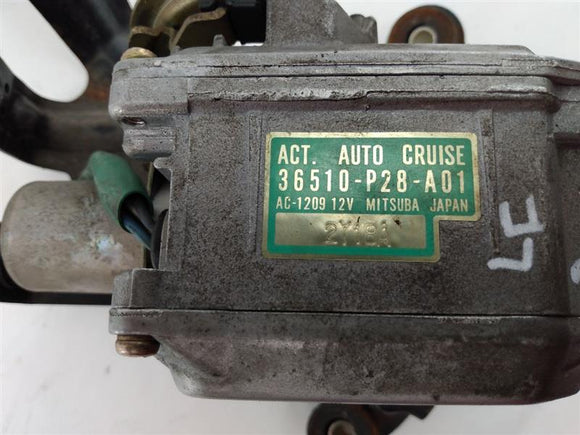 ACT. AUTO CRUISE
36510-P28-A01
AC-1209 12V MITSUBA JAPAN